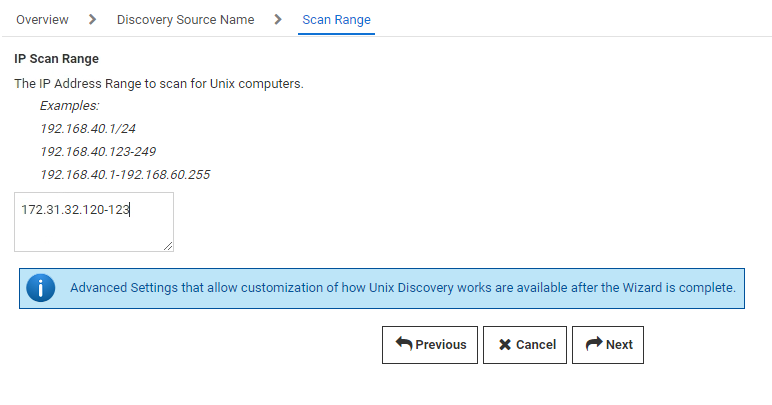 Overview > Discovery Source Name > Scan Range
IP Scan Range
The IP Address Range to scan for Unix computers.
Examples:
192.168.40.1/24
192.168.40.123-249
192.168.40.1-192.168.60.255
172.31.32.120-123
Advanced Settings that allow customization of how Unix Discovery works are available after the Wizard is complete.
Previous Cancel Next